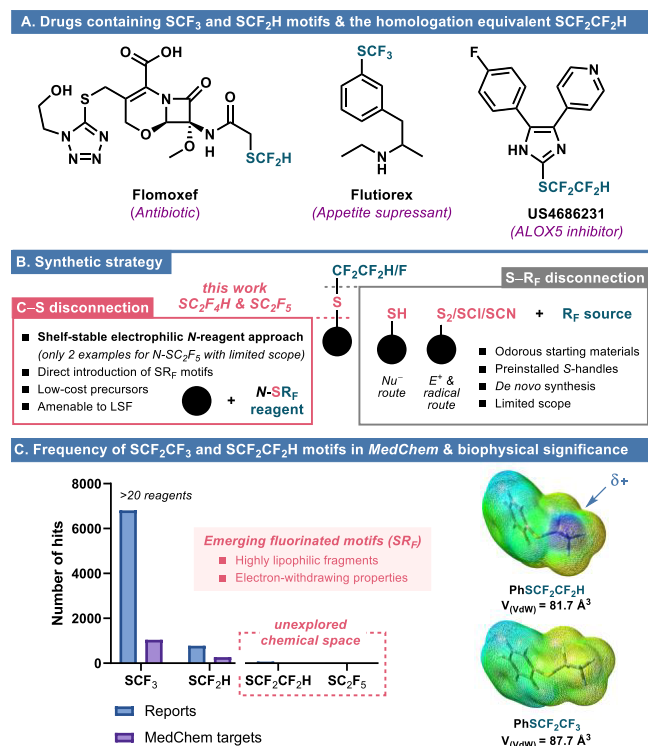 A. Drugs containing SCF₃ and SCF₂H motifs & the homologation equivalent SCF₂CF₂H
OH
S
N
N
N
N
O
OH
N
O
O
H
O
N
H
O
SCF₂H
Flomoxef
(Antibiotic)
SCF₃
N
H
Flutiorex
(Appetite supressant)
F
N
HN
N
SCF₂CF₂H
US4686231
(ALOX5 inhibitor)
B. Synthetic strategy
this work
SC₂F₄H & SC₂F₅
CF₂CF₂H/F
S
C–S disconnection
■ Shelf-stable electrophilic N-reagent approach
(only 2 examples for N-SC₂F₅ with limited scope)
■ Direct introduction of SR_F motifs
■ Low-cost precursors
■ Amenable to LSF
+
N-SR_F
reagent
S–R_F disconnection
SH
S₂/SCl/SCN
+
R_F source
Nu⁻
route
E⁺ &
radical
route
■ Odorous starting materials
■ Preinstalled S-handles
■ De novo synthesis
■ Limited scope
C. Frequency of SCF₂CF₃ and SCF₂CF₂H motifs in MedChem & biophysical significance
Number of hits
8000
6000
4000
2000
0
>20 reagents
Emerging fluorinated motifs (SR_F)
■ Highly lipophilic fragments
■ Electron-withdrawing properties
unexplored
chemical space
SCF₃
SCF₂H
SCF₂CF₂H
SC₂F₅
Reports
MedChem targets
δ+
PhSCF₂CF₂H
V(VdW) = 81.7 Å³
PhSCF₂CF₃
V(VdW) = 87.7 Å³